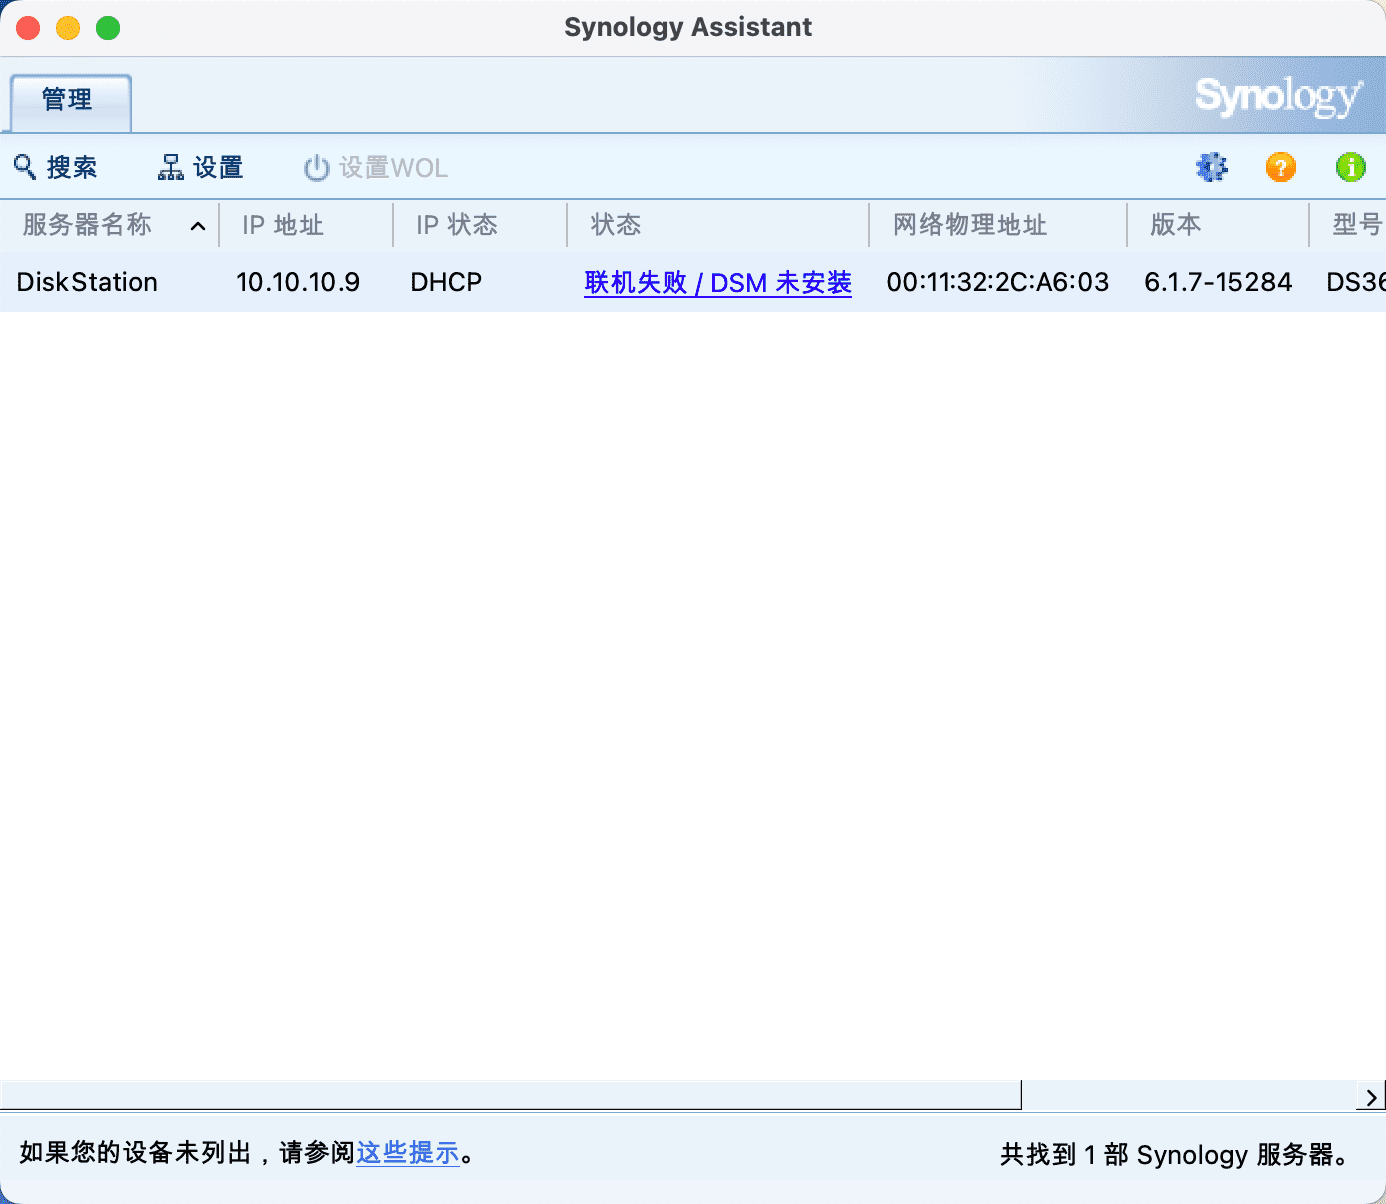 Synology Assistant
管理
Synology
搜索 设置 设置WOL
服务器名称 IP 地址 IP 状态 状态 网络物理地址 版本 型号
DiskStation 10.10.10.9 DHCP 联机失败 / DSM 未安装 00:11:32:2C:A6:03 6.1.7-15284 DS36
如果您的设备未列出，请参阅这些提示。 共找到 1 部 Synology 服务器。